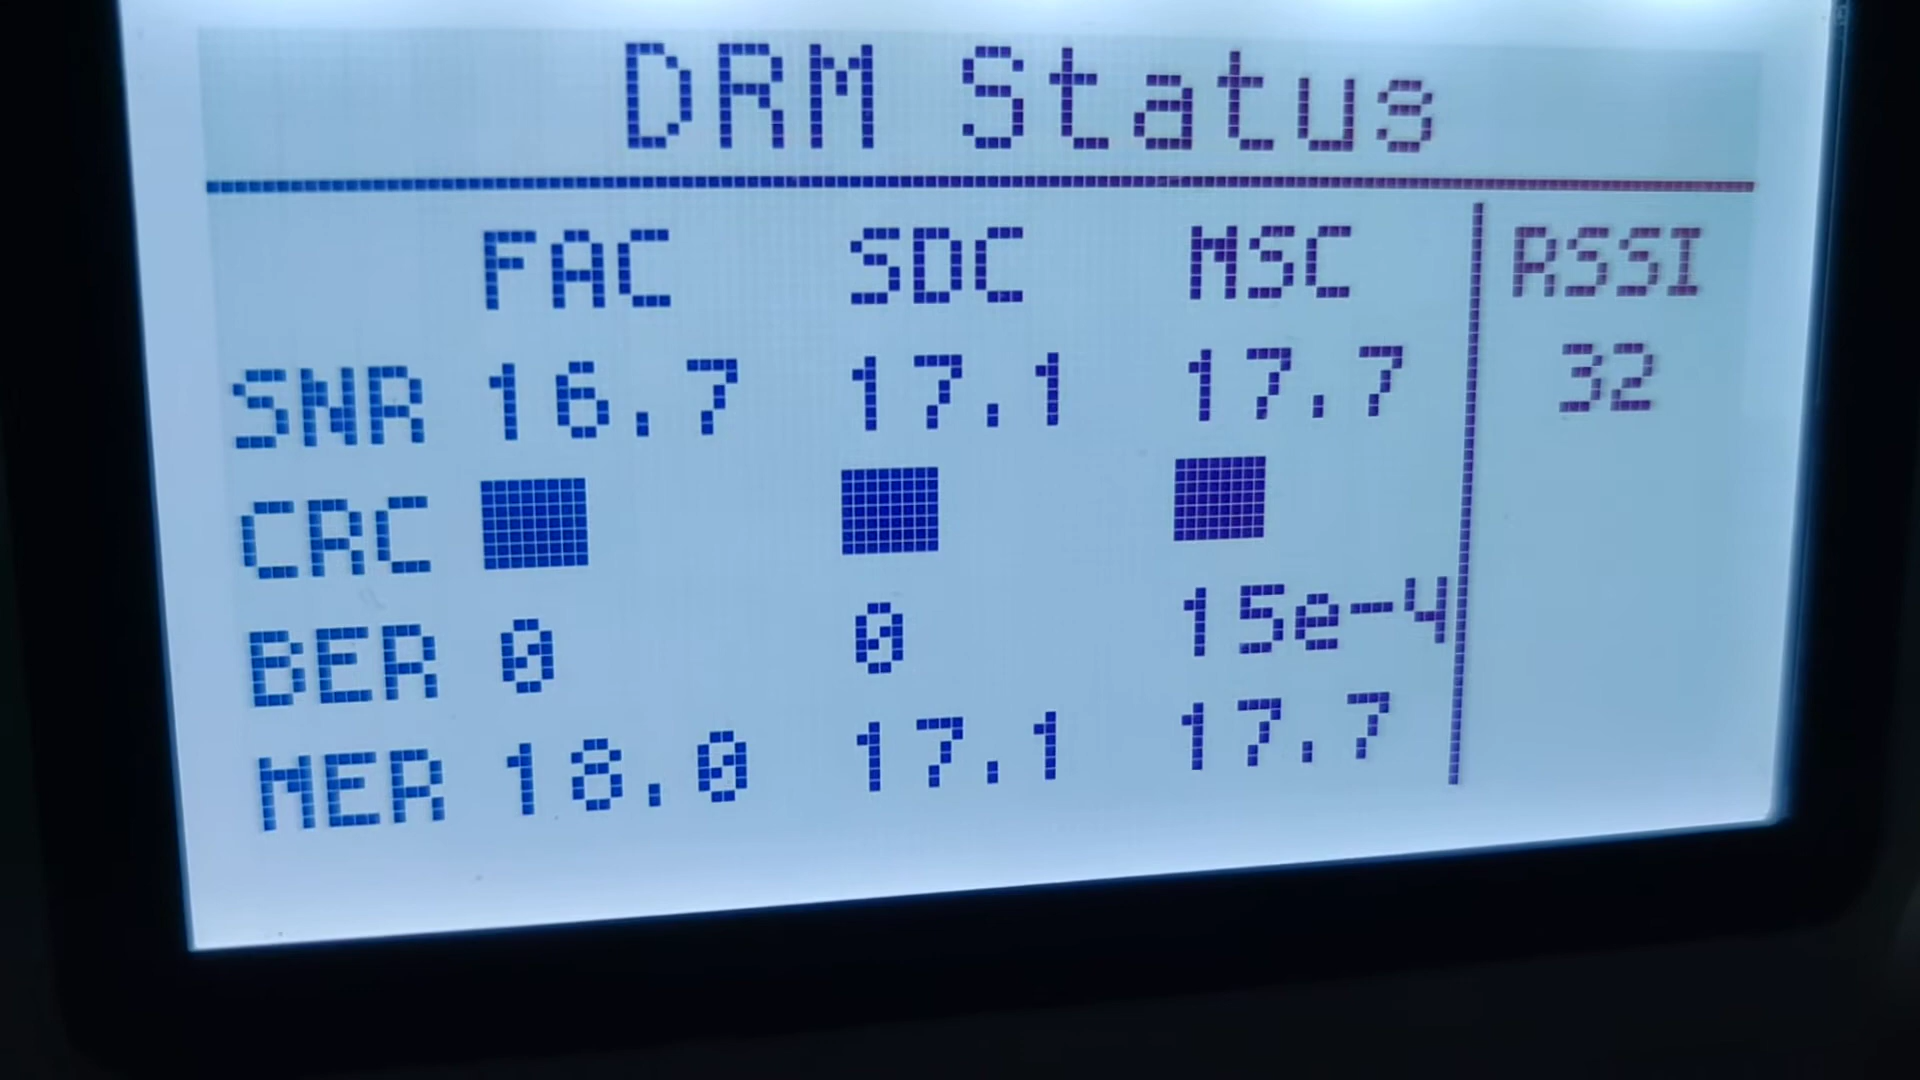 DRM Status
FAC SDC MSC RSSI
SNR 16.7 17.1 17.7 32
CRC
BER 0 0 15e-4
MER 18.0 17.1 17.7